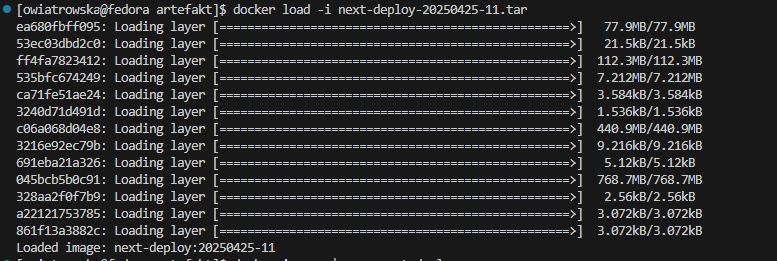 [owiatrowska@fedora artefakt]$ docker load -i next-deploy-20250425-11.tar
ea680fbff095: Loading layer [==================================================>]  77.9MB/77.9MB
53ec03dbd2c0: Loading layer [==================================================>]  21.5kB/21.5kB
ff4fa7823412: Loading layer [==================================================>]  112.3MB/112.3MB
535bfc674249: Loading layer [==================================================>]  7.212MB/7.212MB
ca71fe51ae24: Loading layer [==================================================>]  3.584kB/3.584kB
3240d71d491d: Loading layer [==================================================>]  1.536kB/1.536kB
c06a068d04e8: Loading layer [==================================================>]  440.9MB/440.9MB
3216e92ec79b: Loading layer [==================================================>]  9.216kB/9.216kB
691eba21a326: Loading layer [==================================================>]  5.12kB/5.12kB
045bcb5b0c91: Loading layer [==================================================>]  768.7MB/768.7MB
328aa2f0f7b9: Loading layer [==================================================>]  2.56kB/2.56kB
a22121753785: Loading layer [==================================================>]  3.072kB/3.072kB
861f13a3882c: Loading layer [==================================================>]  3.072kB/3.072kB
Loaded image: next-deploy:20250425-11